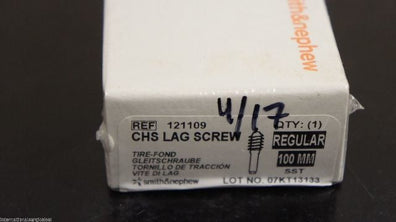 smith&nephew
REF 121109
4/17
CHS LAG SCREW
QTY: (1)
REGULAR
TIRE-FOND
GLEITSCHRAUBE
TORNILLO DE TRACCIÓN
VITE DI LAG
100 MM
SST
smith&nephew
LOT NO. 07KT13133